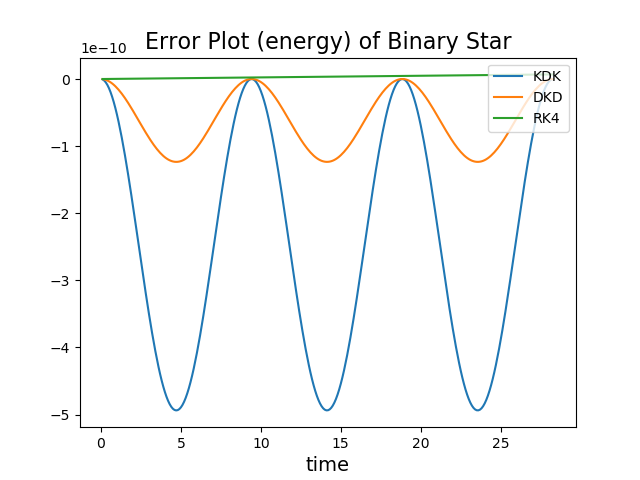 Error Plot (energy) of Binary Star
1e−10
KDK
DKD
RK4
0
−1
−2
−3
−4
−5
0 5 10 15 20 25
time